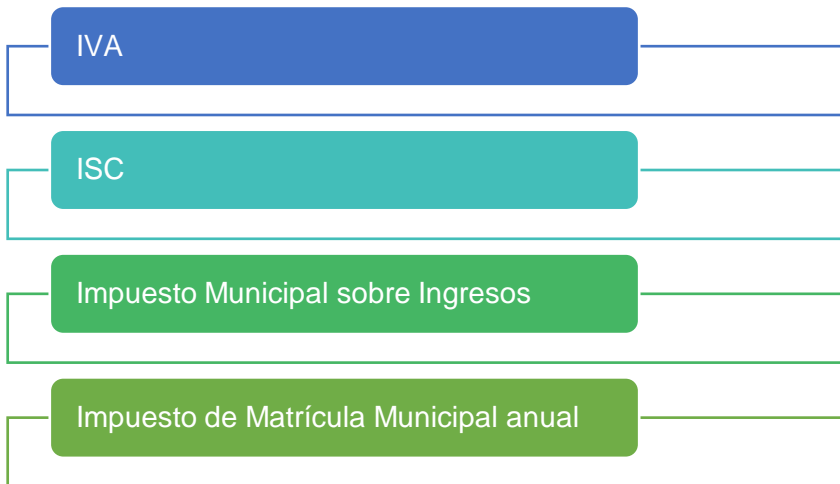 IVA
ISC
Impuesto Municipal sobre Ingresos
Impuesto de Matrícula Municipal anual